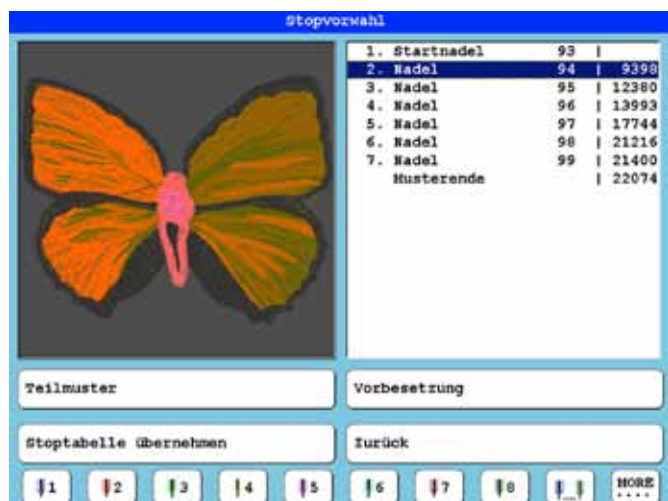 Stopvorwahl
1. Startnadel 93 |
2. Nadel 94 | 9398
3. Nadel 95 | 12380
4. Nadel 96 | 13993
5. Nadel 97 | 17744
6. Nadel 98 | 21216
7. Nadel 99 | 21400
Musterende | 22074
Teilmuster
Vorbesetzung
Stoptabelle übernehmen
Zurück
1 2 3 4 5 6 7 8 MORE
....